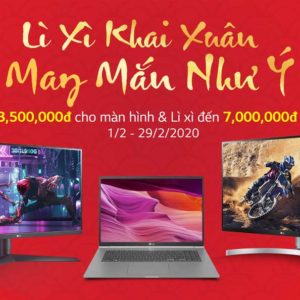 Lì Xì Khai Xuân
May Mắn Như Ý
3,500,000đ cho màn hình & Lì xì đến 7,000,000đ
1/2 - 29/2/2020